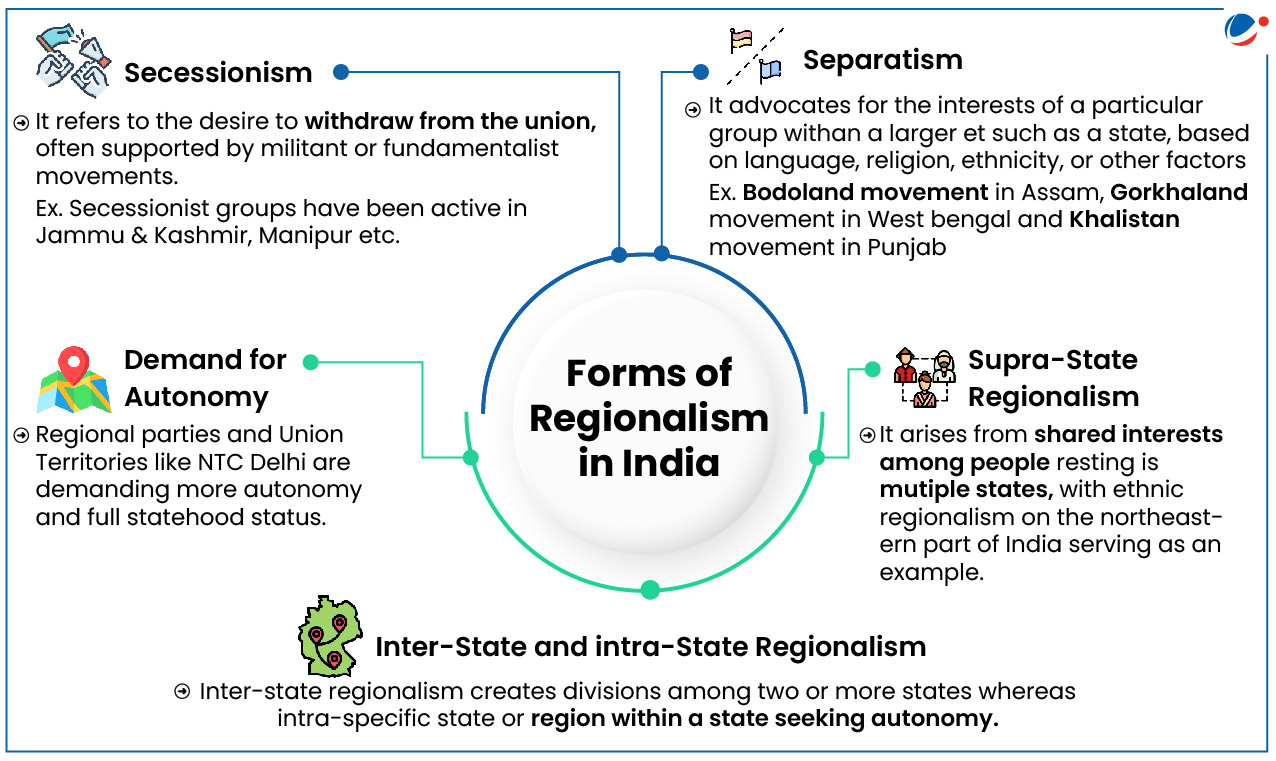 Secessionism
It refers to the desire to withdraw from the union,
often supported by militant or fundamentalist
movements.
Ex. Secessionist groups have been active in
Jammu & Kashmir, Manipur etc.
Separatism
It advocates for the interests of a particular
group withan a larger et such as a state, based
on language, religion, ethnicity, or other factors
Ex. Bodoland movement in Assam, Gorkhaland
movement in West bengal and Khalistan
movement in Punjab
Forms of
Regionalism
in India
Demand for
Autonomy
Regional parties and Union
Territories like NTC Delhi are
demanding more autonomy
and full statehood status.
Supra-State
Regionalism
It arises from shared interests
among people resting is
mutiple states, with ethnic
regionalism on the northeast-
ern part of India serving as an
example.
Inter-State and intra-State Regionalism
Inter-state regionalism creates divisions among two or more states whereas
intra-specific state or region within a state seeking autonomy.